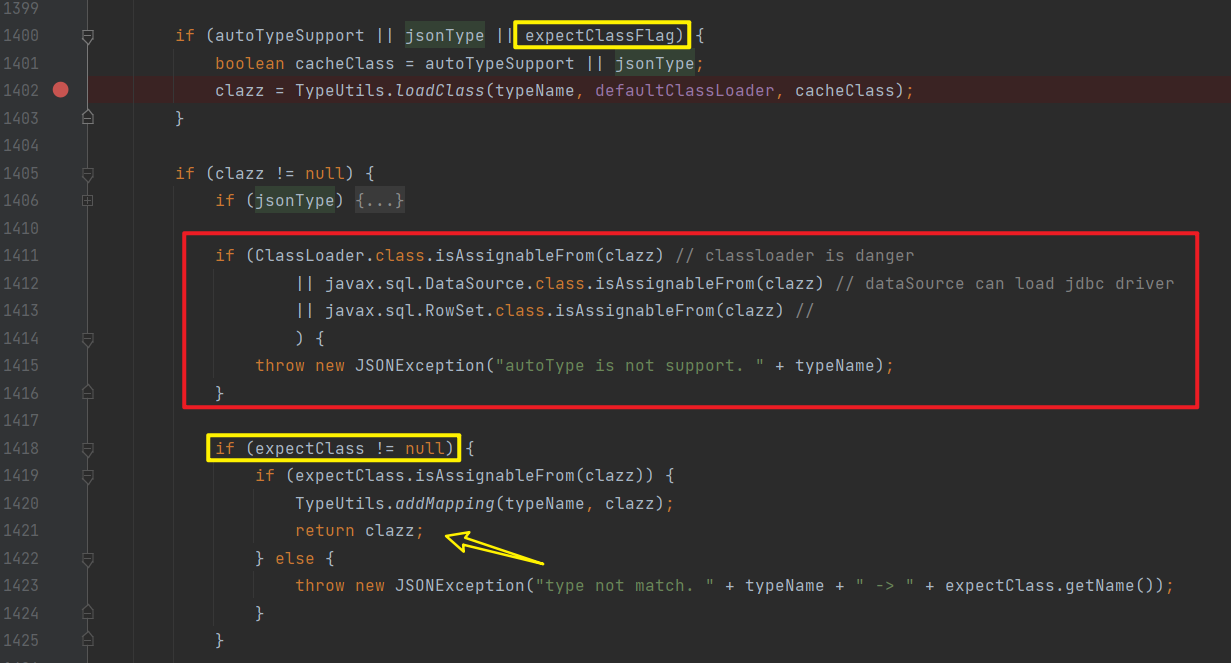 1399
1400 if (autoTypeSupport || jsonType || expectClassFlag) {
1401 boolean cacheClass = autoTypeSupport || jsonType;
1402 clazz = TypeUtils.loadClass(typeName, defaultClassLoader, cacheClass);
1403 }
1404
1405 if (clazz != null) {
1406 if (jsonType) {...}
1410
1411 if (ClassLoader.class.isAssignableFrom(clazz) // classloader is danger
1412 || javax.sql.DataSource.class.isAssignableFrom(clazz) // dataSource can load jdbc driver
1413 || javax.sql.RowSet.class.isAssignableFrom(clazz) //
1414 ) {
1415 throw new JSONException("autoType is not support. " + typeName);
1416 }
1417
1418 if (expectClass != null) {
1419 if (expectClass.isAssignableFrom(clazz)) {
1420 TypeUtils.addMapping(typeName, clazz);
1421 return clazz;
1422 } else {
1423 throw new JSONException("type not match. " + typeName + " -> " + expectClass.getName());
1424 }
1425 }